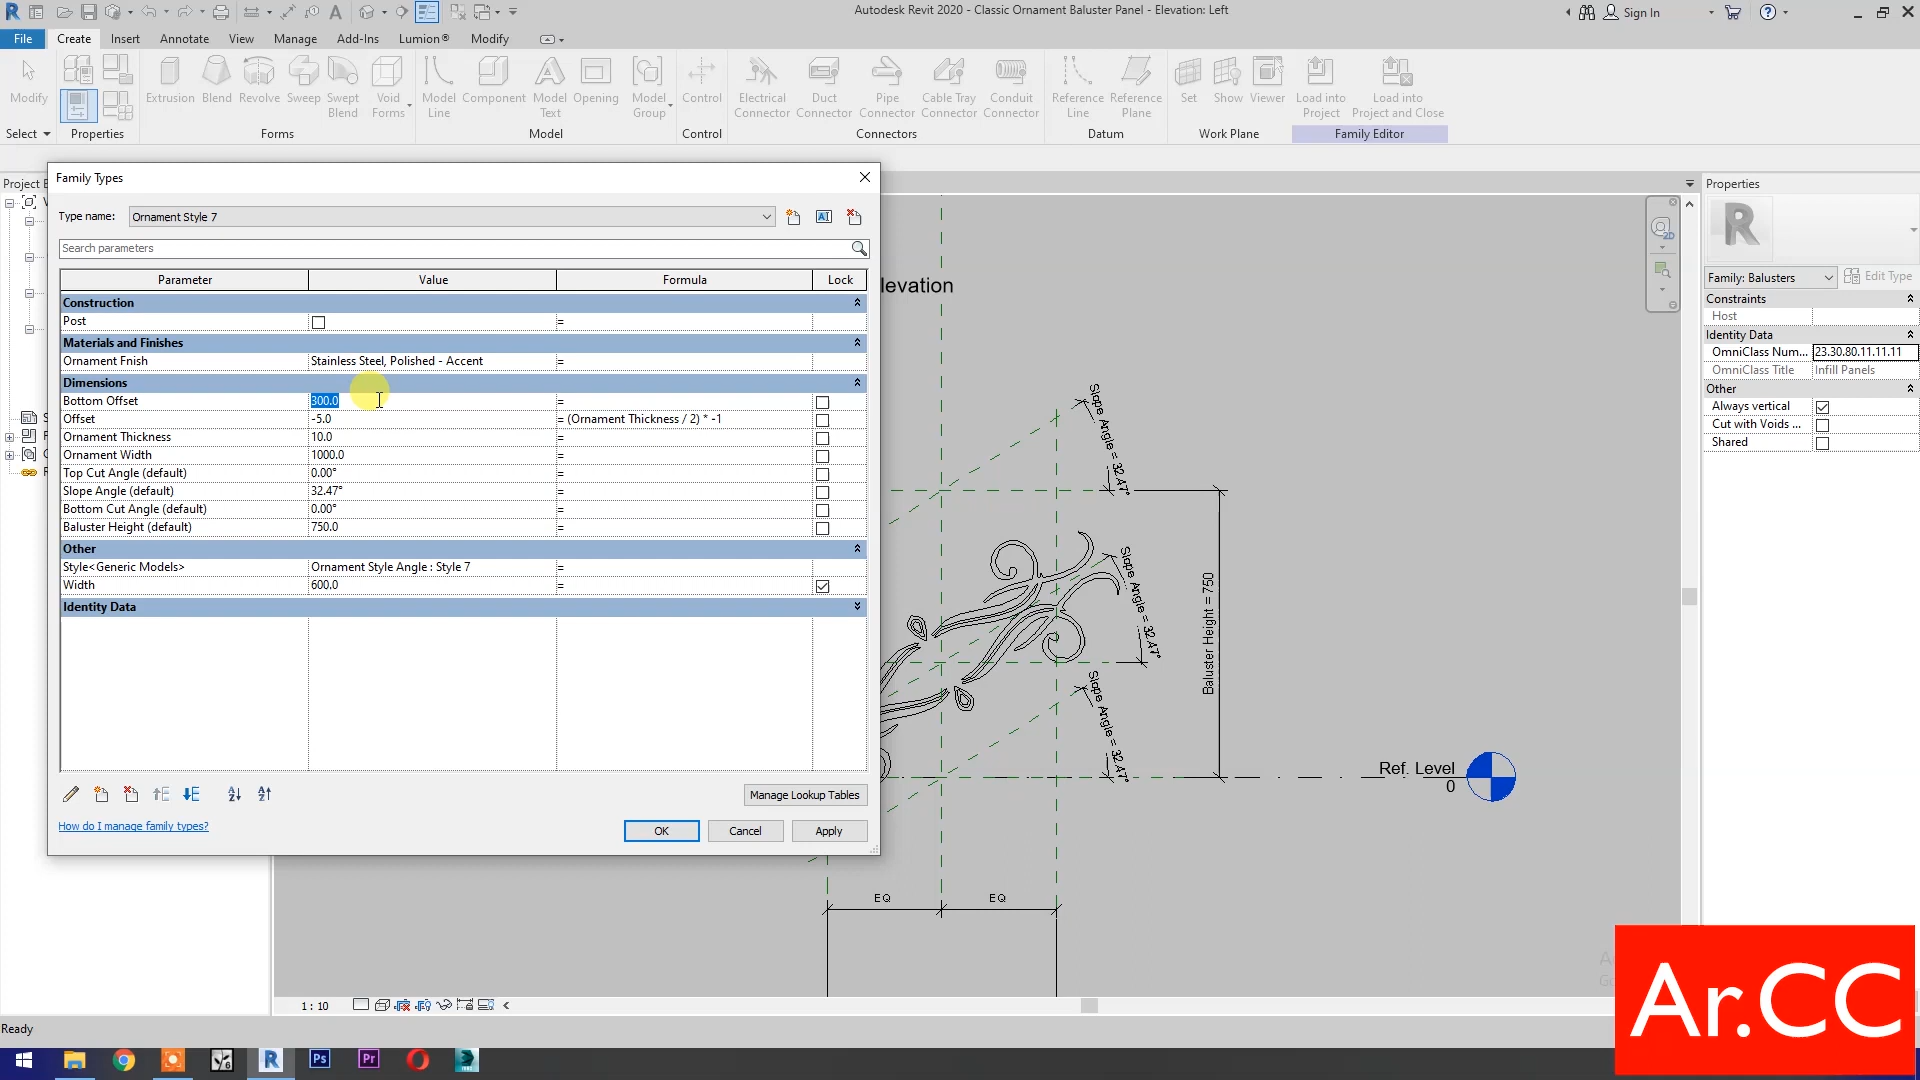 Autodesk Revit 2020 - Classic Ornament Baluster Panel - Elevation: Left
Sign In
File Create Insert Annotate View Manage Add-Ins Lumion® Modify
Modify
Extrusion Blend Revolve Sweep Swept Blend Void Forms
Model Line Component Model Text Opening Model Group
Control
Electrical Connector Duct Connector Pipe Connector Cable Tray Connector Conduit Connector
Reference Line Reference Plane
Set Show Viewer
Load into Project Load into Project and Close
Select Properties Forms Model Control Connectors Datum Work Plane Family Editor
Project B
Family Types
Type name: Ornament Style 7
Search parameters
Parameter Value Formula Lock
Construction
Post =
Materials and Finishes
Ornament Fnish Stainless Steel, Polished - Accent =
Dimensions
Bottom Offset 300.0 =
Offset -5.0 = (Ornament Thickness / 2) * -1
Ornament Thickness 10.0 =
Ornament Width 1000.0 =
Top Cut Angle (default) 0.00° =
Slope Angle (default) 32.47° =
Bottom Cut Angle (default) 0.00° =
Baluster Height (default) 750.0 =
Other
Style<Generic Models> Ornament Style Angle : Style 7 =
Width 600.0 =
Identity Data
Manage Lookup Tables
How do I manage family types?
OK Cancel Apply
levation
Slope Angle = 32.47°
Slope Angle = 32.47°
Slope Angle = 32.47°
Baluster Height = 750
Ref. Level
0
EQ EQ
2D
Properties
Family: Balusters Edit Type
Constraints
Host
Identity Data
OmniClass Num... 23.30.80.11.11.11
OmniClass Title Infill Panels
Other
Always vertical
Cut with Voids ...
Shared
1 : 10
Ready
Ar.CC